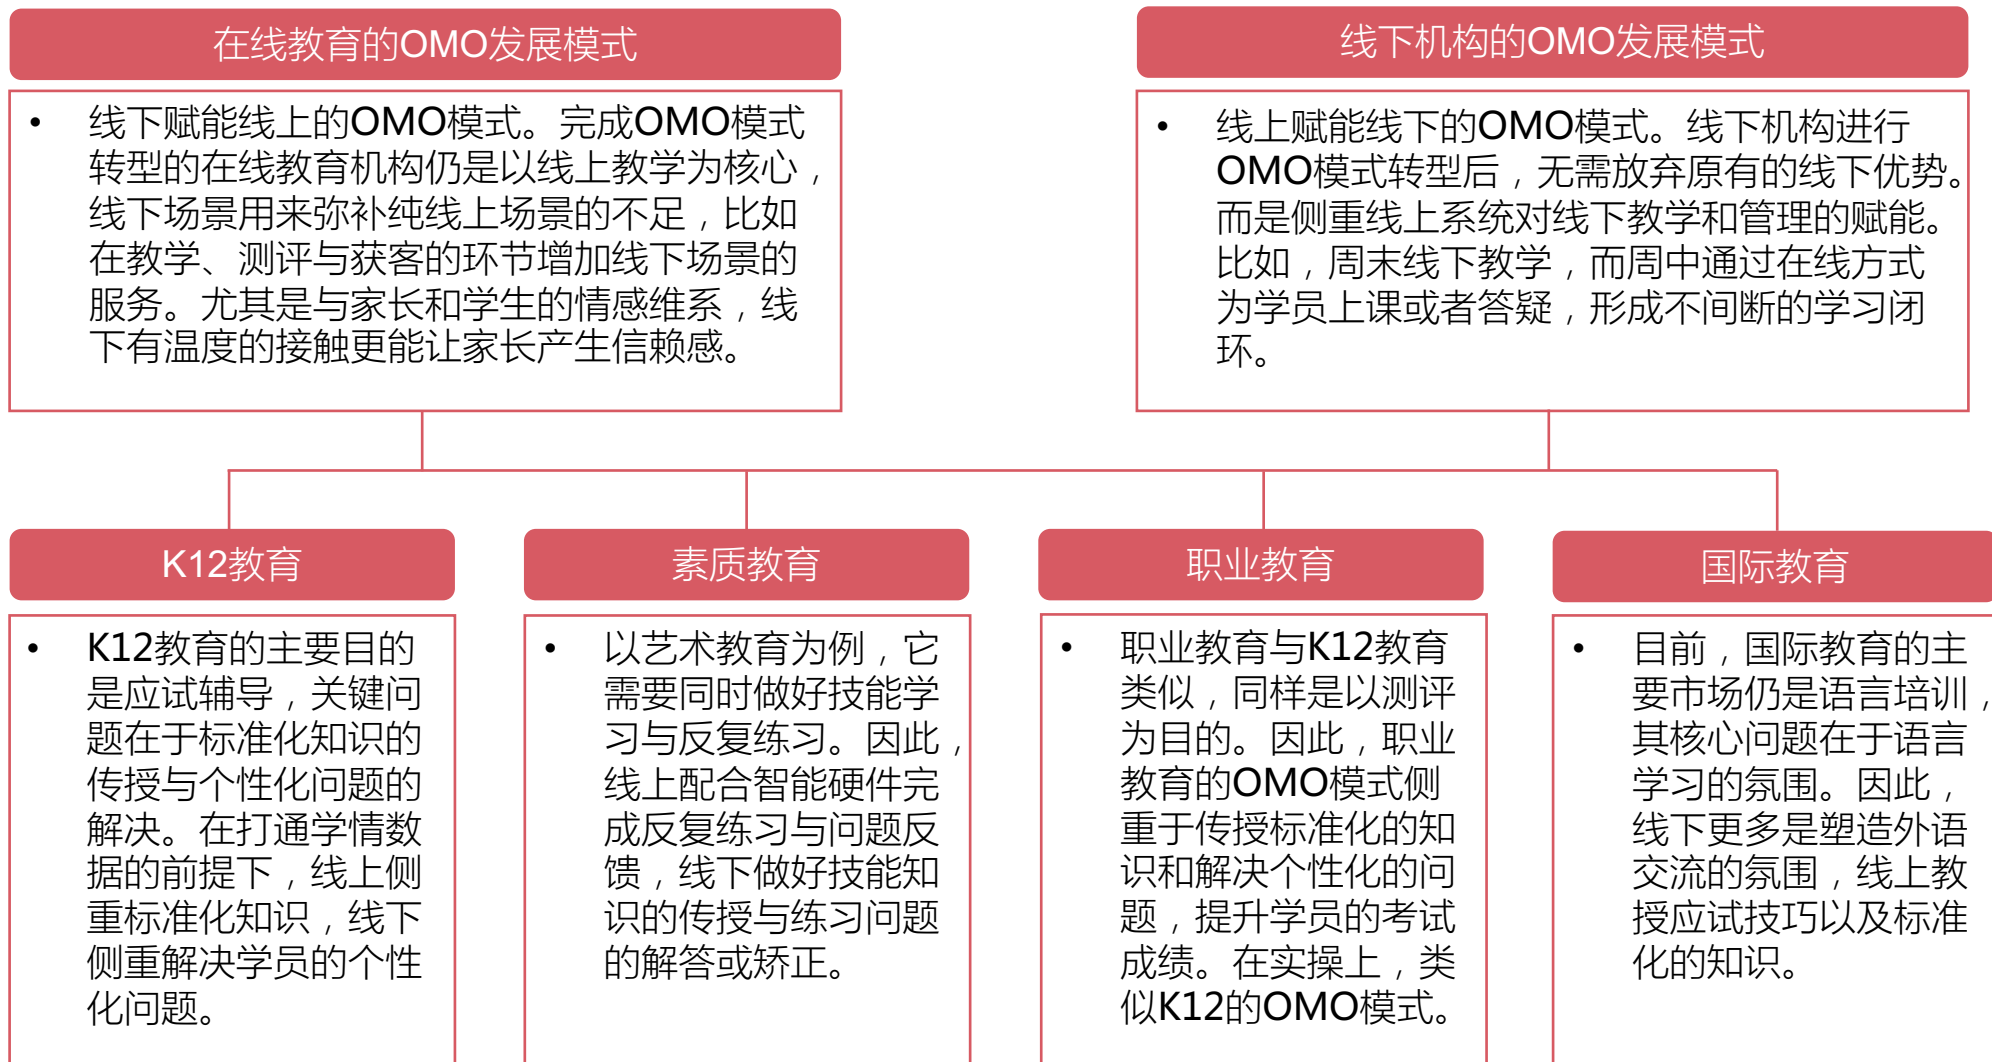 在线教育的OMO发展模式
• 线下赋能线上的OMO模式。完成OMO模式
转型的在线教育机构仍是以线上教学为核心，
线下场景用来弥补纯线上场景的不足，比如
在教学、测评与获客的环节增加线下场景的
服务。尤其是与家长和学生的情感维系，线
下有温度的接触更能让家长产生信赖感。
线下机构的OMO发展模式
• 线上赋能线下的OMO模式。线下机构进行
OMO模式转型后，无需放弃原有的线下优势。
而是侧重线上系统对线下教学和管理的赋能。
比如，周末线下教学，而周中通过在线方式
为学员上课或者答疑，形成不间断的学习闭
环。
K12教育
• K12教育的主要目的
是应试辅导，关键问
题在于标准化知识的
传授与个性化问题的
解决。在打通学情数
据的前提下，线上侧
重标准化知识，线下
侧重解决学员的个性
化问题。
素质教育
• 以艺术教育为例，它
需要同时做好技能学
习与反复练习。因此，
线上配合智能硬件完
成反复练习与问题反
馈，线下做好技能知
识的传授与练习问题
的解答或矫正。
职业教育
• 职业教育与K12教育
类似，同样是以测评
为目的。因此，职业
教育的OMO模式侧
重于传授标准化的知
识和解决个性化的问
题，提升学员的考试
成绩。在实操上，类
似K12的OMO模式。
国际教育
• 目前，国际教育的主
要市场仍是语言培训，
其核心问题在于语言
学习的氛围。因此，
线下更多是塑造外语
交流的氛围，线上教
授应试技巧以及标准
化的知识。